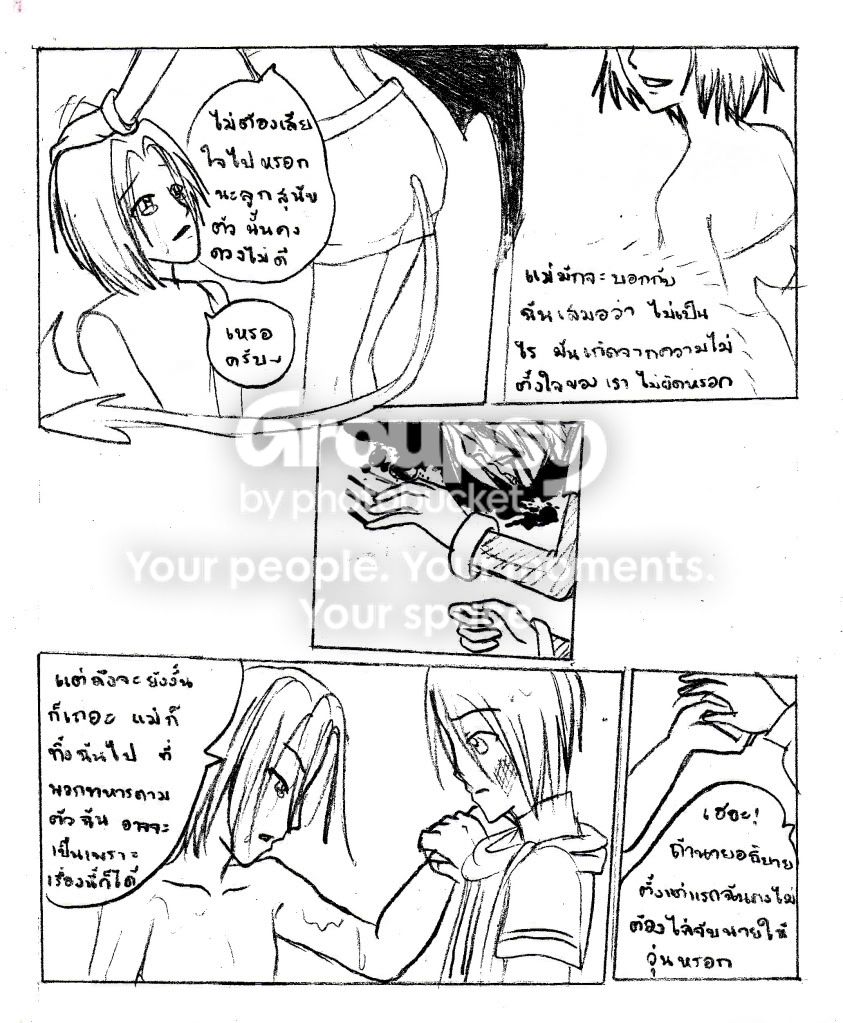 ไม่ต้องเสีย
ใจไปหรอก
นะลูกสุนัข
ตัวนั้นคง
ดวงไม่ดี
เหรอ
ครับ~
แม่มักจะบอกกับ
ฉันเสมอว่า ไม่เป็น
ไร มันเกิดจากความไม่
ตั้งใจของเรา ไม่ผิดหรอก
Groupsy
by photobucket
Your people. Your moments.
Your space.
แต่ถึงจะยังงั้น
ก็เถอะ แม่ก็
ทิ้งฉันไป ที่
พวกทหารตาม
ตัวฉัน อาจจะ
เป็นเพราะ
เรื่องนี้ก็ได้
เฮอะ!
ถ้านายอธิบาย
ตั้งแต่แรกฉันคงไม่
ต้องไล่จับนายให้
วุ่นหรอก